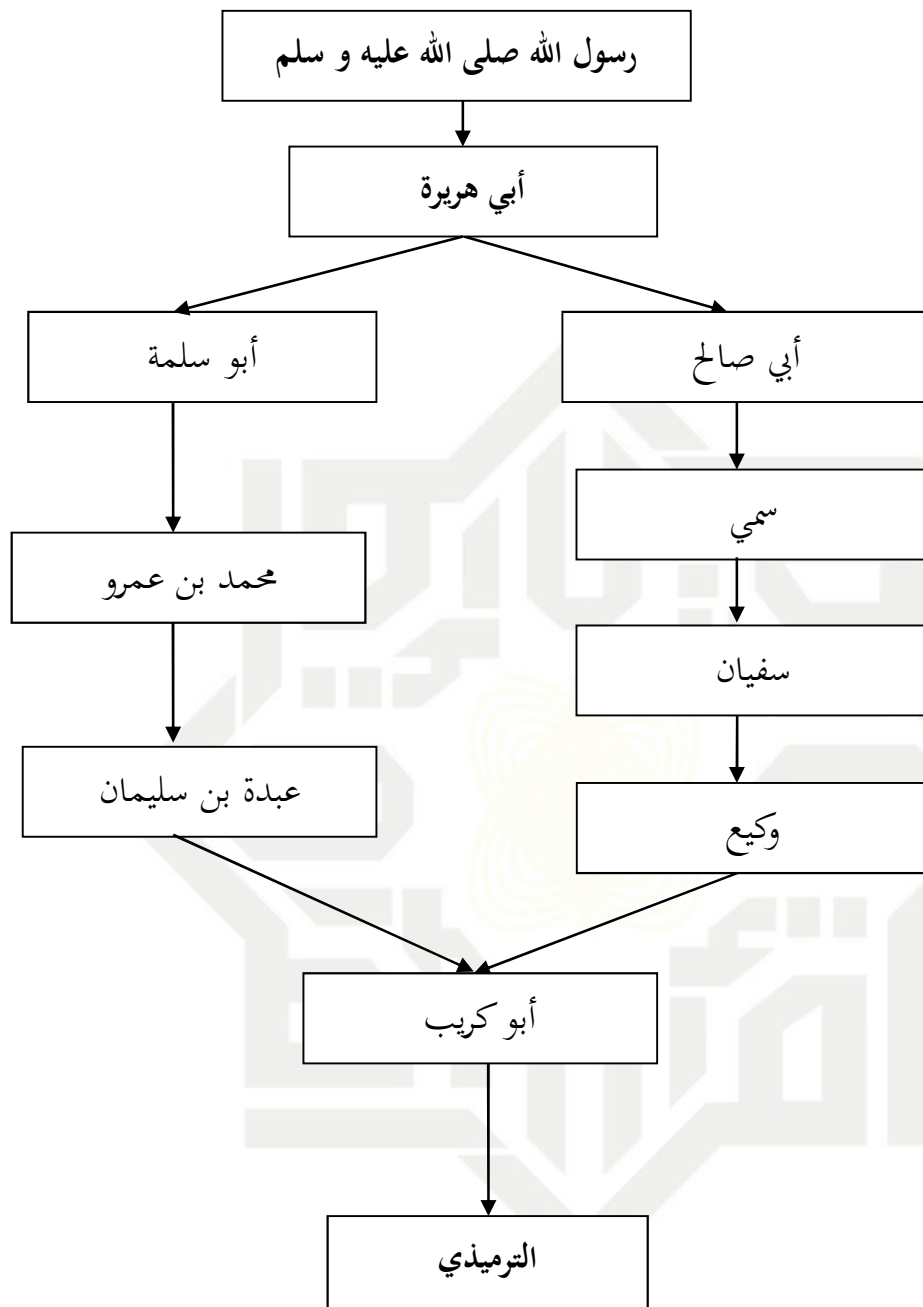 رسول الله صلى الله عليه و سلم
أبي هريرة
أبي صالح
أبو سلمة
سمي
محمد بن عمرو
سفيان
عبدة بن سليمان
وكيع
أبو كريب
الترميذي